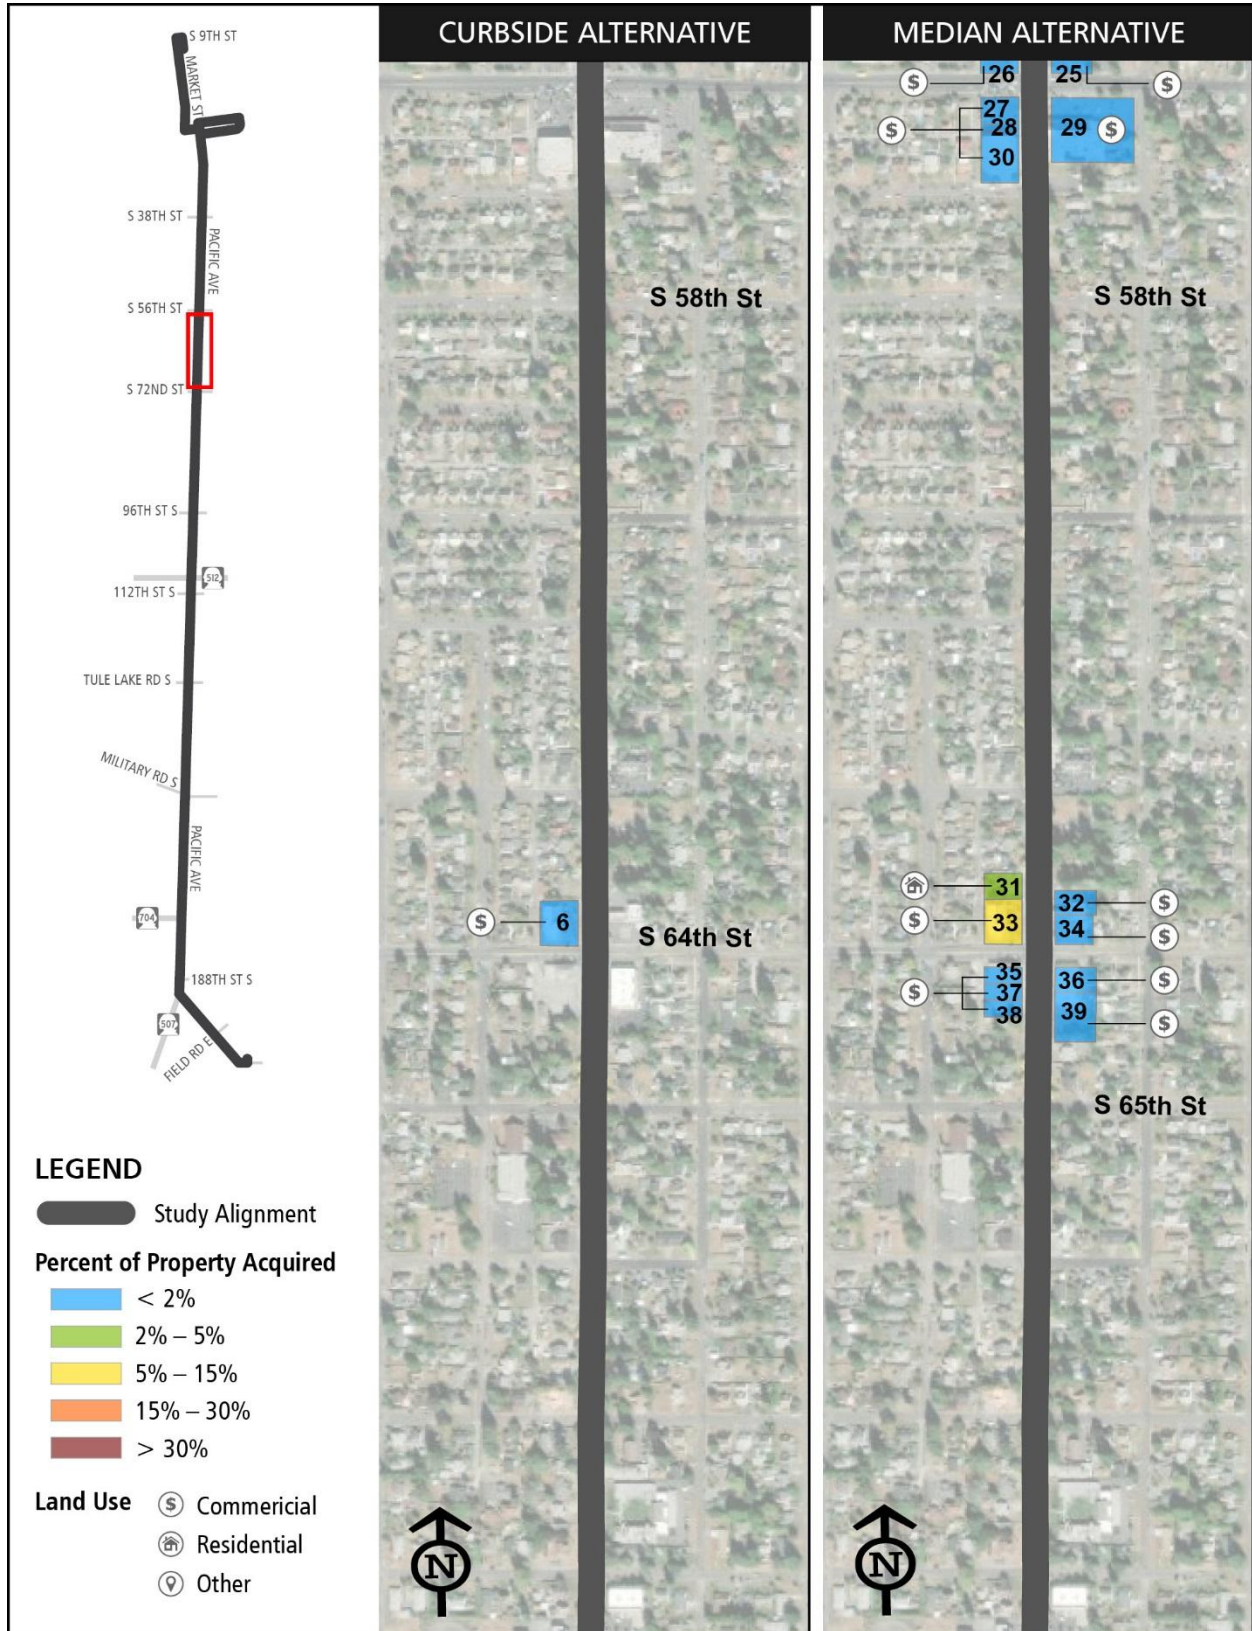 S 9TH ST
MARKET ST
S 38TH ST
PACIFIC AVE
S 56TH ST
S 72ND ST
96TH ST S
512
112TH ST S
TULE LAKE RD S
MILITARY RD S
PACIFIC AVE
704
188TH ST S
507
FIELD RD E
LEGEND
Study Alignment
Percent of Property Acquired
< 2%
2% – 5%
5% – 15%
15% – 30%
> 30%
Land Use
$ Commericial
Residential
Other
CURBSIDE ALTERNATIVE
S 58th St
$ 6
S 64th St
N
MEDIAN ALTERNATIVE
$ 26 25 $
27
$ 28 29 $
30
S 58th St
31
32 $
$ 33
34 $
35
36 $
$ 37
38
39 $
S 65th St
N